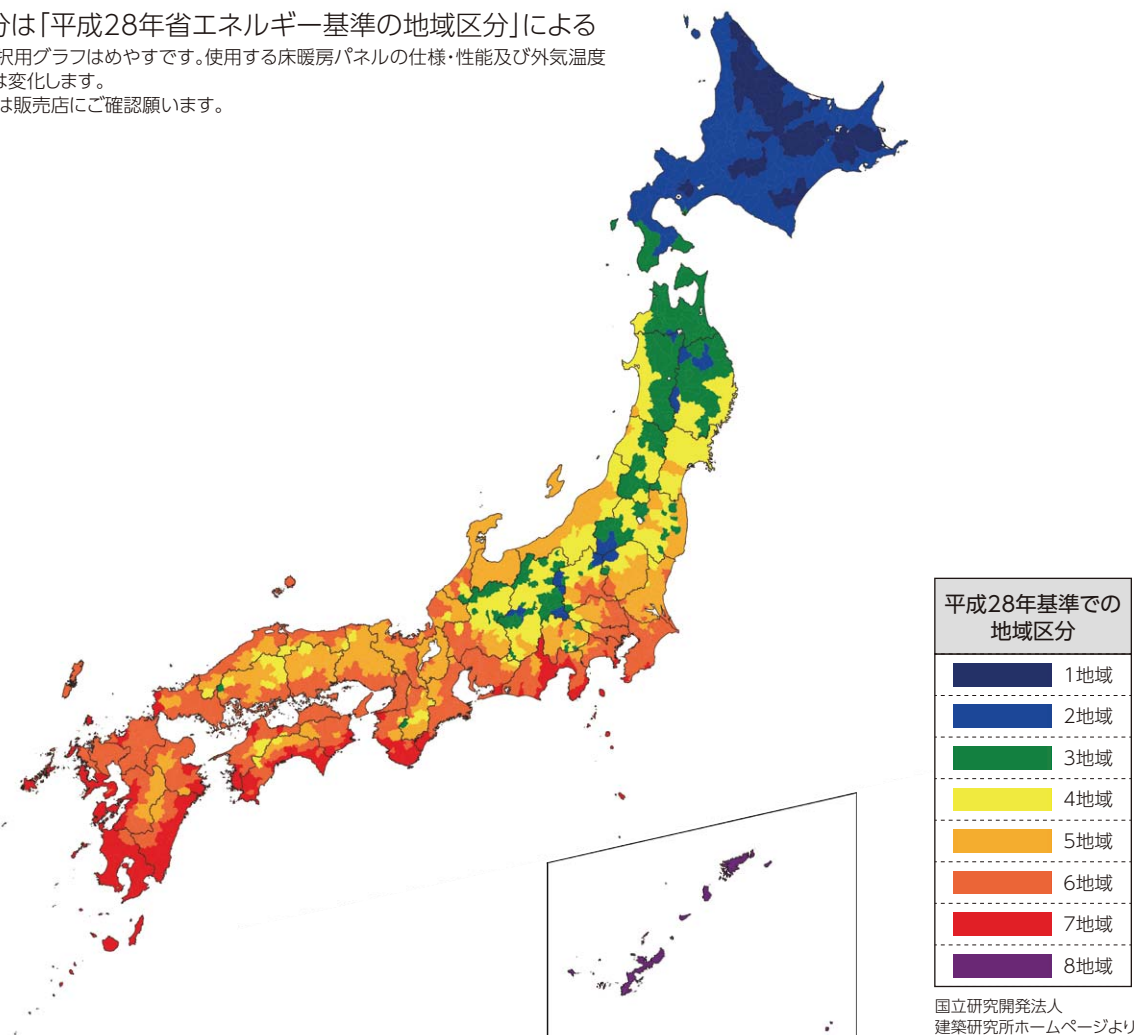 分は「平成28年省エネルギー基準の地域区分」による
択用グラフはめやすです。使用する床暖房パネルの仕様・性能及び外気温度
は変化します。
は販売店にご確認願います。
平成28年基準での
地域区分
1地域
2地域
3地域
4地域
5地域
6地域
7地域
8地域
国立研究開発法人
建築研究所ホームページより